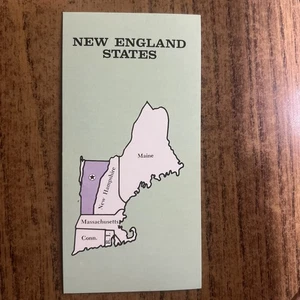 NEW ENGLAND
STATES
Maine
New Hampshire
Massachusetts
Conn.